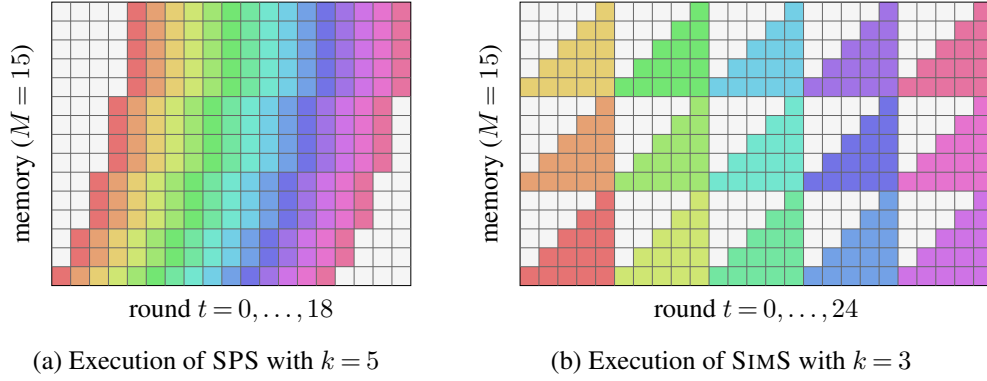 memory (M = 15)
round t = 0, . . . , 18
(a) Execution of SPS with k = 5
memory (M = 15)
round t = 0, . . . , 24
(b) Execution of SIMS with k = 3